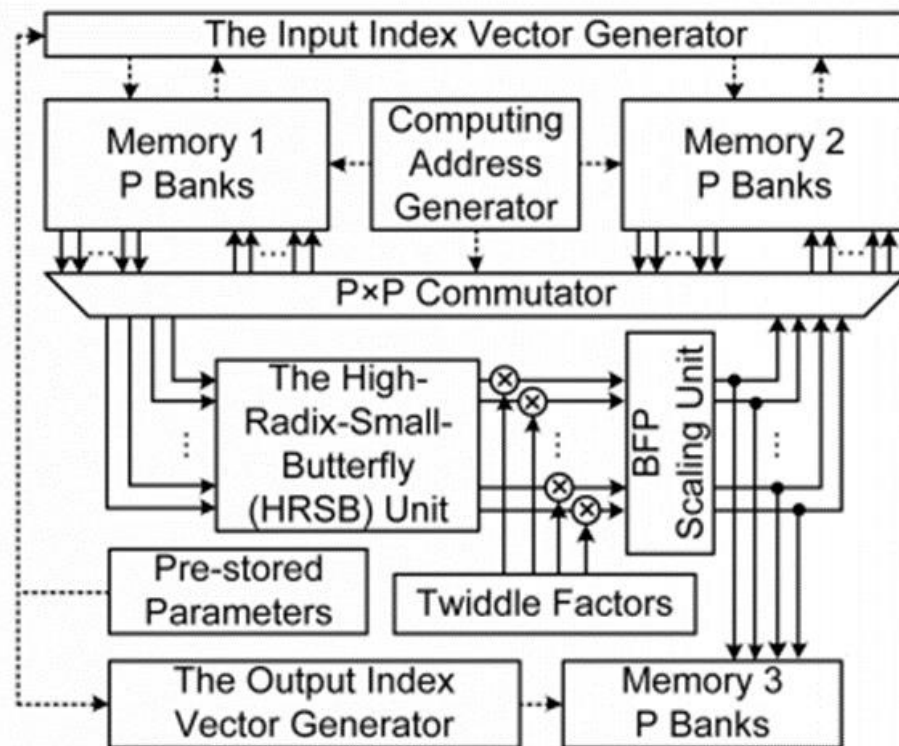 The Input Index Vector Generator
Memory 1
P Banks
Computing
Address
Generator
Memory 2
P Banks
P×P Commutator
The High-
Radix-Small-
Butterfly
(HRSB) Unit
BFP
Scaling Unit
Pre-stored
Parameters
Twiddle Factors
The Output Index
Vector Generator
Memory 3
P Banks